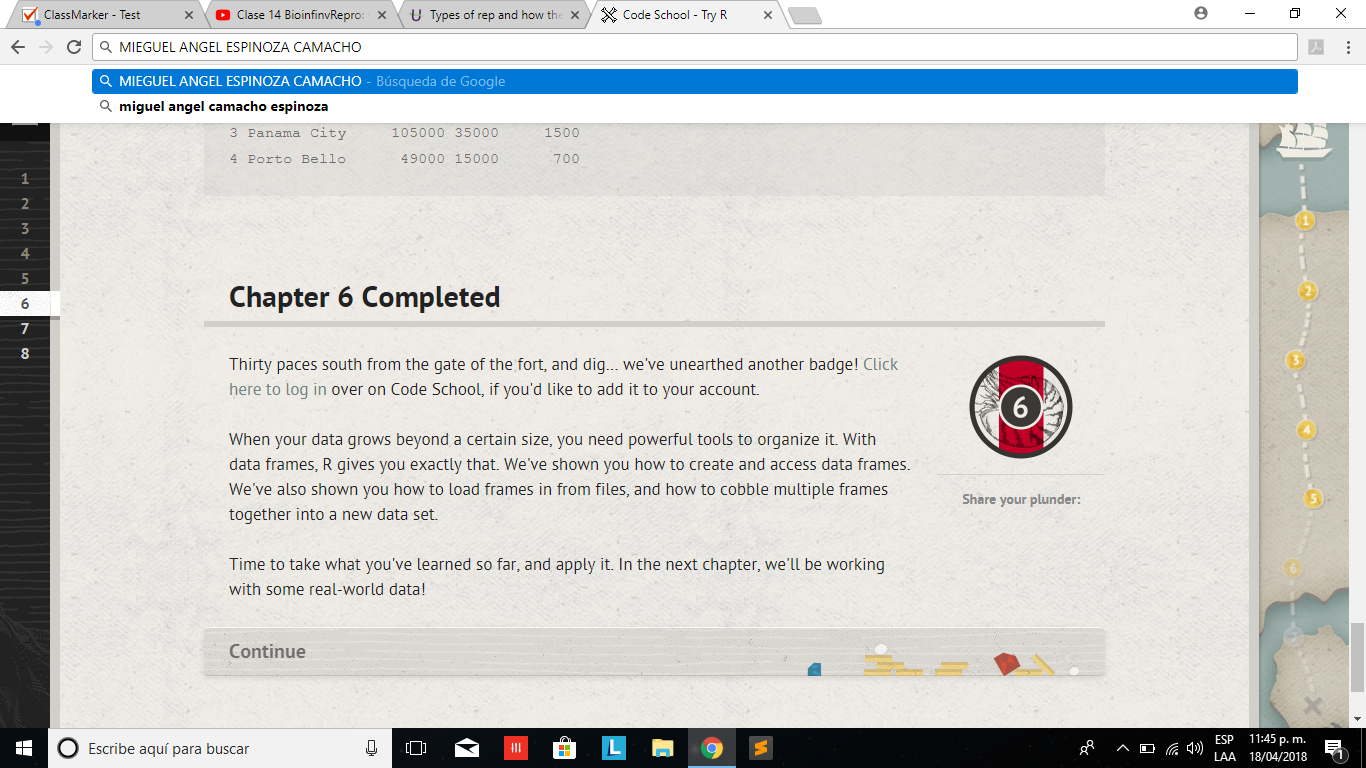 ClassMarker - Test
Clase 14 BioinfinvRepro:
Types of rep and how the
Code School - Try R
MIEGUEL ANGEL ESPINOZA CAMACHO
MIEGUEL ANGEL ESPINOZA CAMACHO - Búsqueda de Google
miguel angel camacho espinoza
3 Panama City 105000 35000 1500
4 Porto Bello 49000 15000 700
1
2
3
4
5
6
7
8
Chapter 6 Completed
Thirty paces south from the gate of the fort, and dig... we've unearthed another badge! Click
here to log in over on Code School, if you'd like to add it to your account.
When your data grows beyond a certain size, you need powerful tools to organize it. With
data frames, R gives you exactly that. We've shown you how to create and access data frames.
We've also shown you how to load frames in from files, and how to cobble multiple frames
together into a new data set.
Time to take what you've learned so far, and apply it. In the next chapter, we'll be working
with some real-world data!
6
Share your plunder:
Continue
1
2
3
4
5
6
Escribe aquí para buscar
L
ESP
LAA
11:45 p. m.
18/04/2018
1